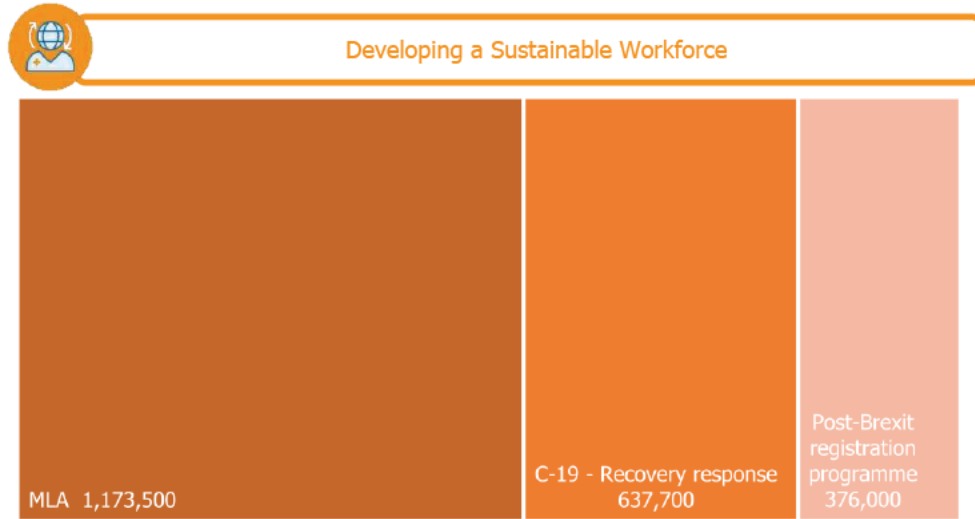 Developing a Sustainable Workforce
MLA 1,173,500
C-19 - Recovery response
637,700
Post-Brexit
registration
programme
376,000